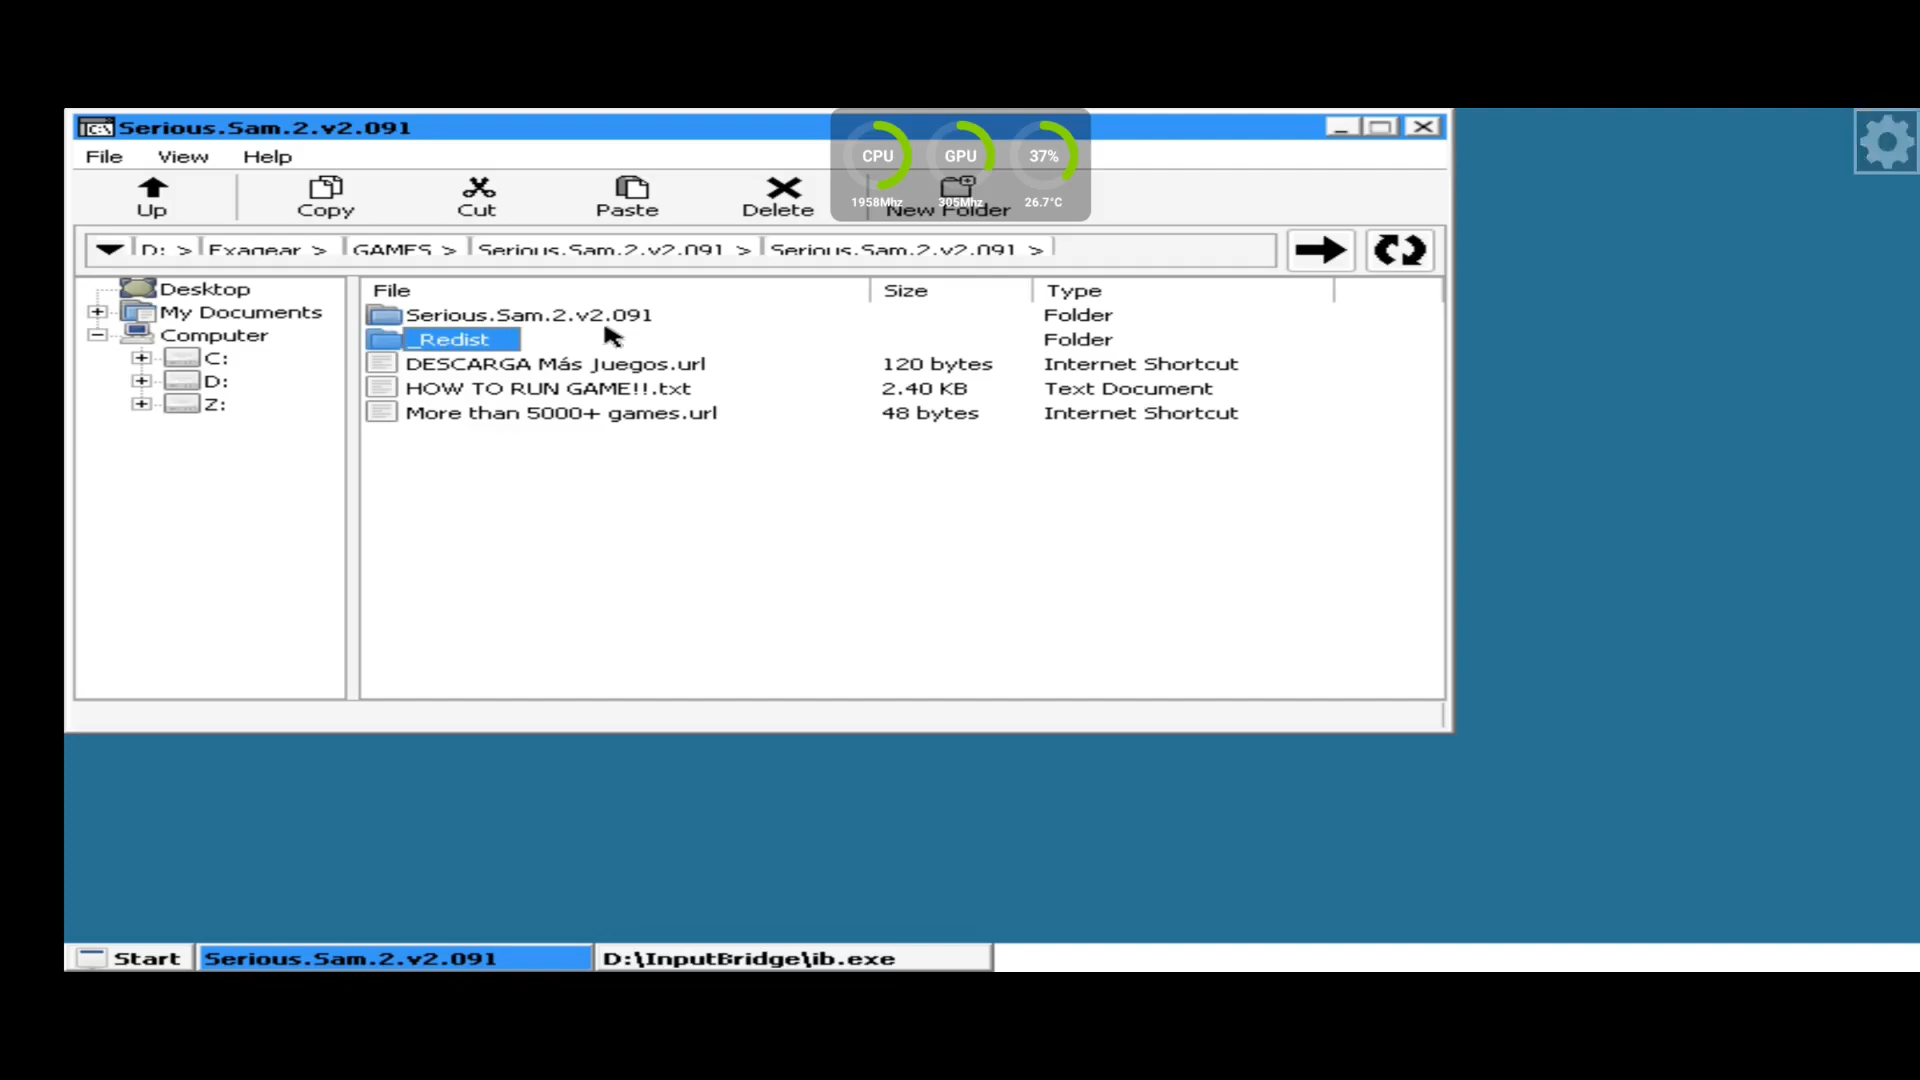 Serious.Sam.2.v2.091
File View Help
CPU GPU 37%
1958Mhz 305Mhz 26.7°C
Up Copy Cut Paste Delete New Folder
D: > Exagear > GAMES > Serious.Sam.2.v2.091 > Serious.Sam.2.v2.091 >
Desktop
My Documents
Computer
C:
D:
Z:
File Size Type
Serious.Sam.2.v2.091 Folder
_Redist Folder
DESCARGA Más Juegos.url 120 bytes Internet Shortcut
HOW TO RUN GAME!!.txt 2.40 KB Text Document
More than 5000+ games.url 48 bytes Internet Shortcut
Start Serious.Sam.2.v2.091 D:\InputBridge\ib.exe